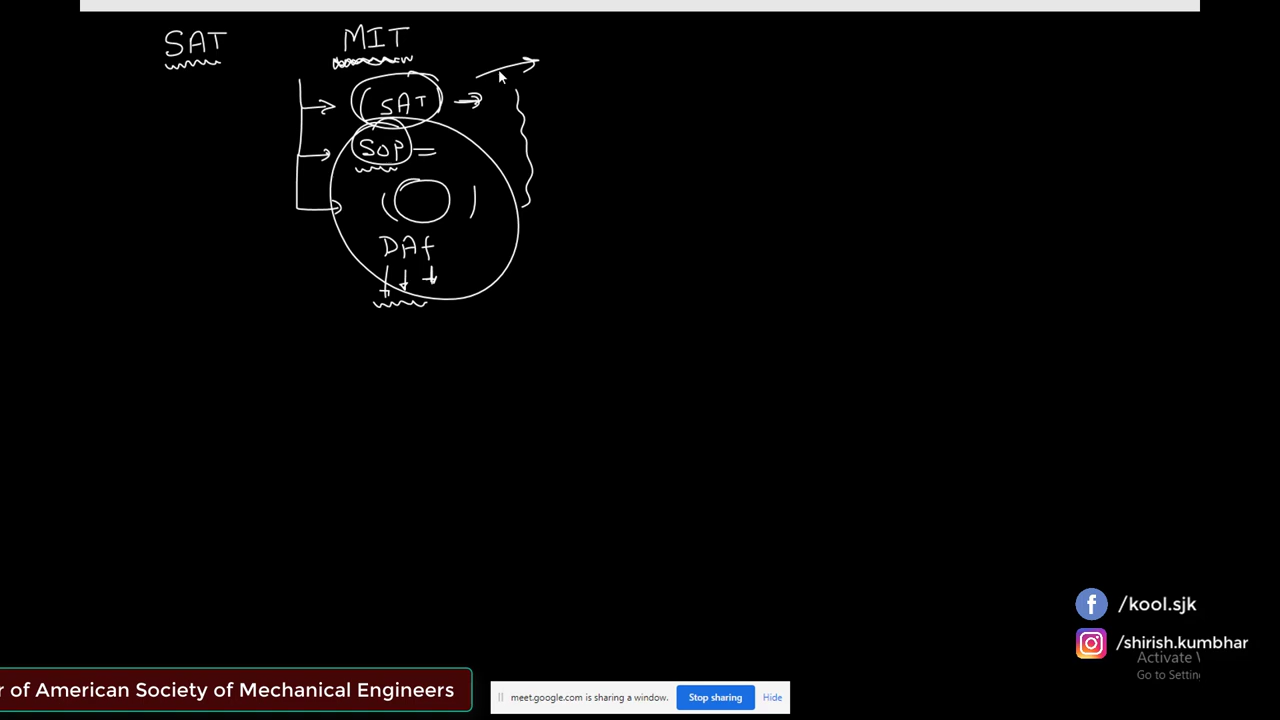 SAT MIT
(SAT
SOP =
DAf
/kool.sjk
/shirish.kumbhar
Activate
Go to Settin
r of American Society of Mechanical Engineers
meet.google.com is sharing a window. Stop sharing Hide